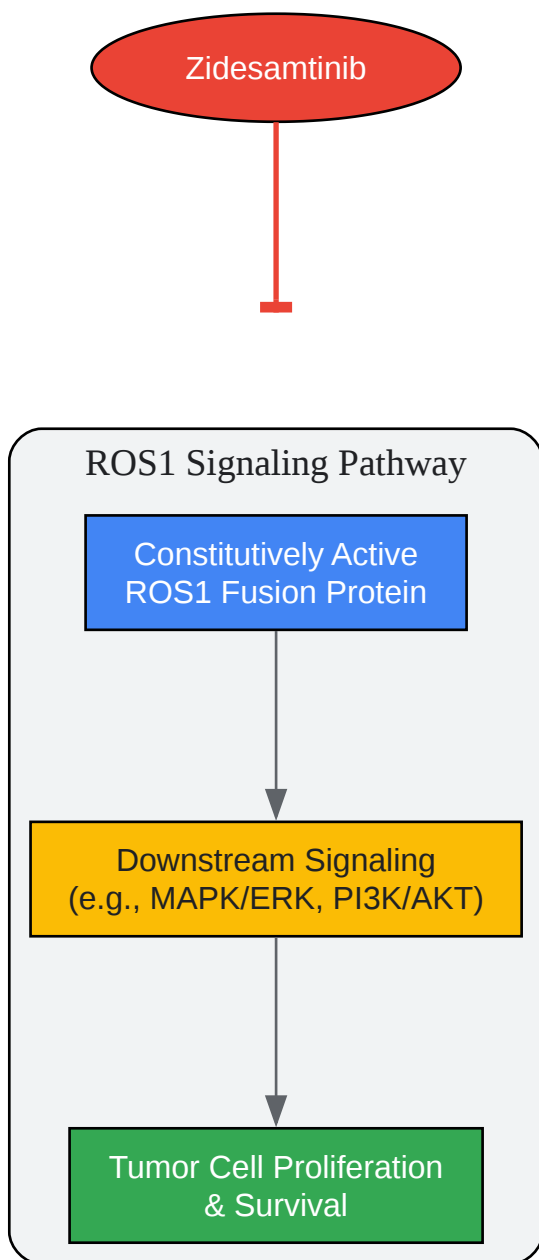 Zidesamtinib
ROS1 Signaling Pathway
Constitutively Active
ROS1 Fusion Protein
Downstream Signaling
(e.g., MAPK/ERK, PI3K/AKT)
Tumor Cell Proliferation
& Survival